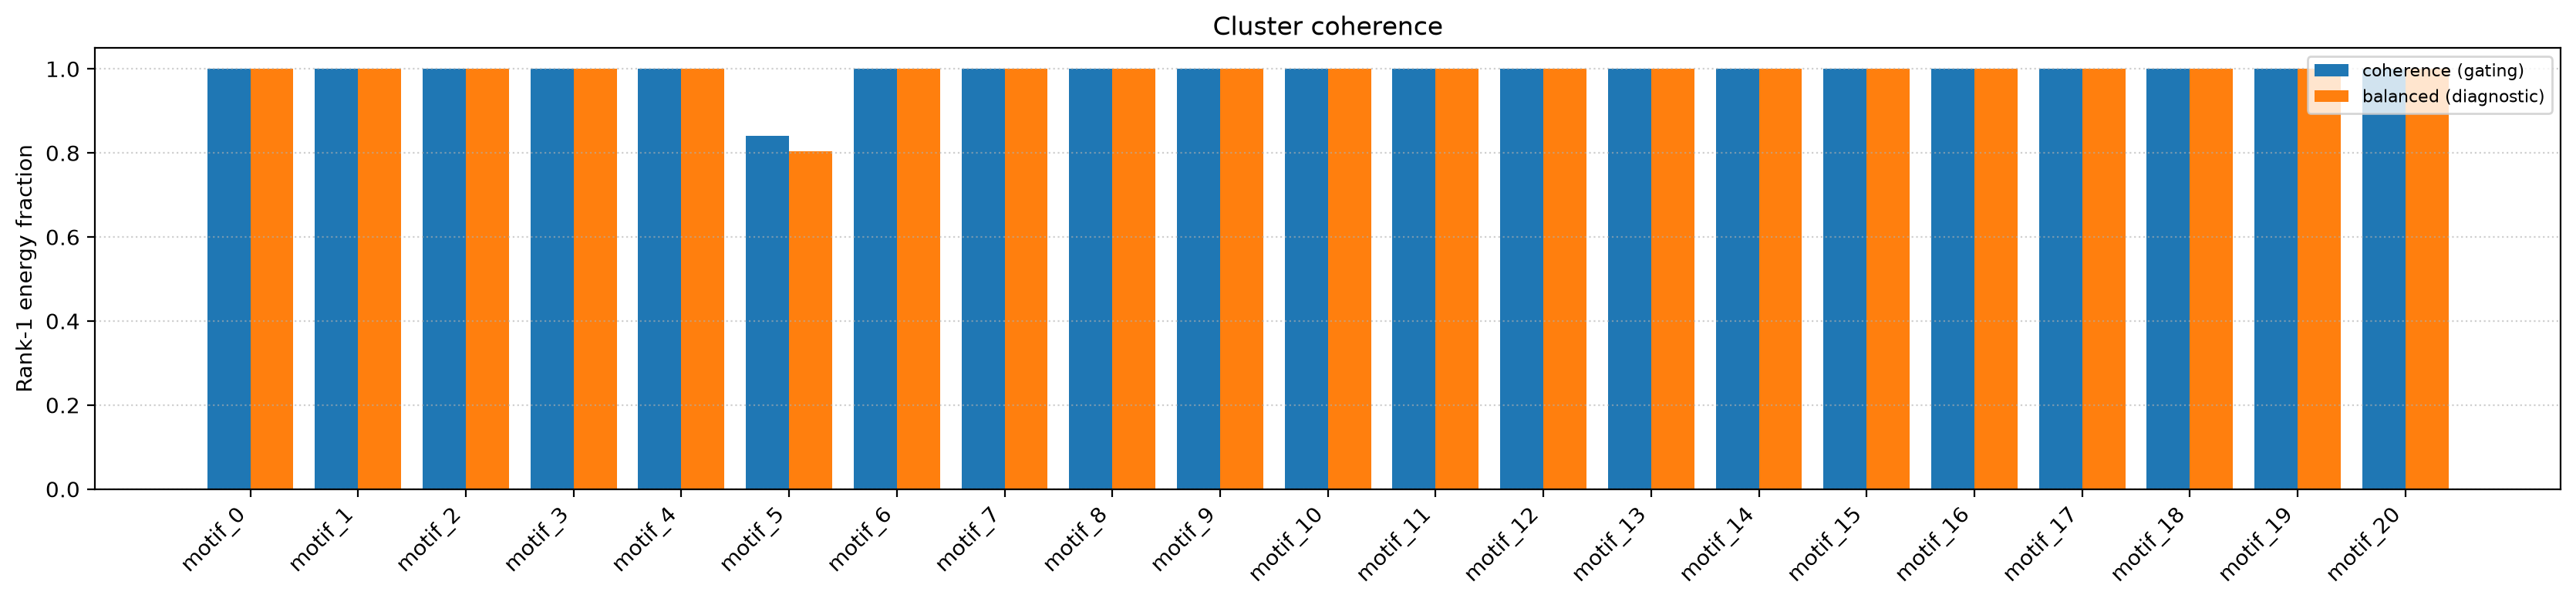 Cluster coherence
Rank-1 energy fraction
1.0
0.8
0.6
0.4
0.2
0.0
coherence (gating)
balanced (diagnostic)
motif_0
motif_1
motif_2
motif_3
motif_4
motif_5
motif_6
motif_7
motif_8
motif_9
motif_10
motif_11
motif_12
motif_13
motif_14
motif_15
motif_16
motif_17
motif_18
motif_19
motif_20